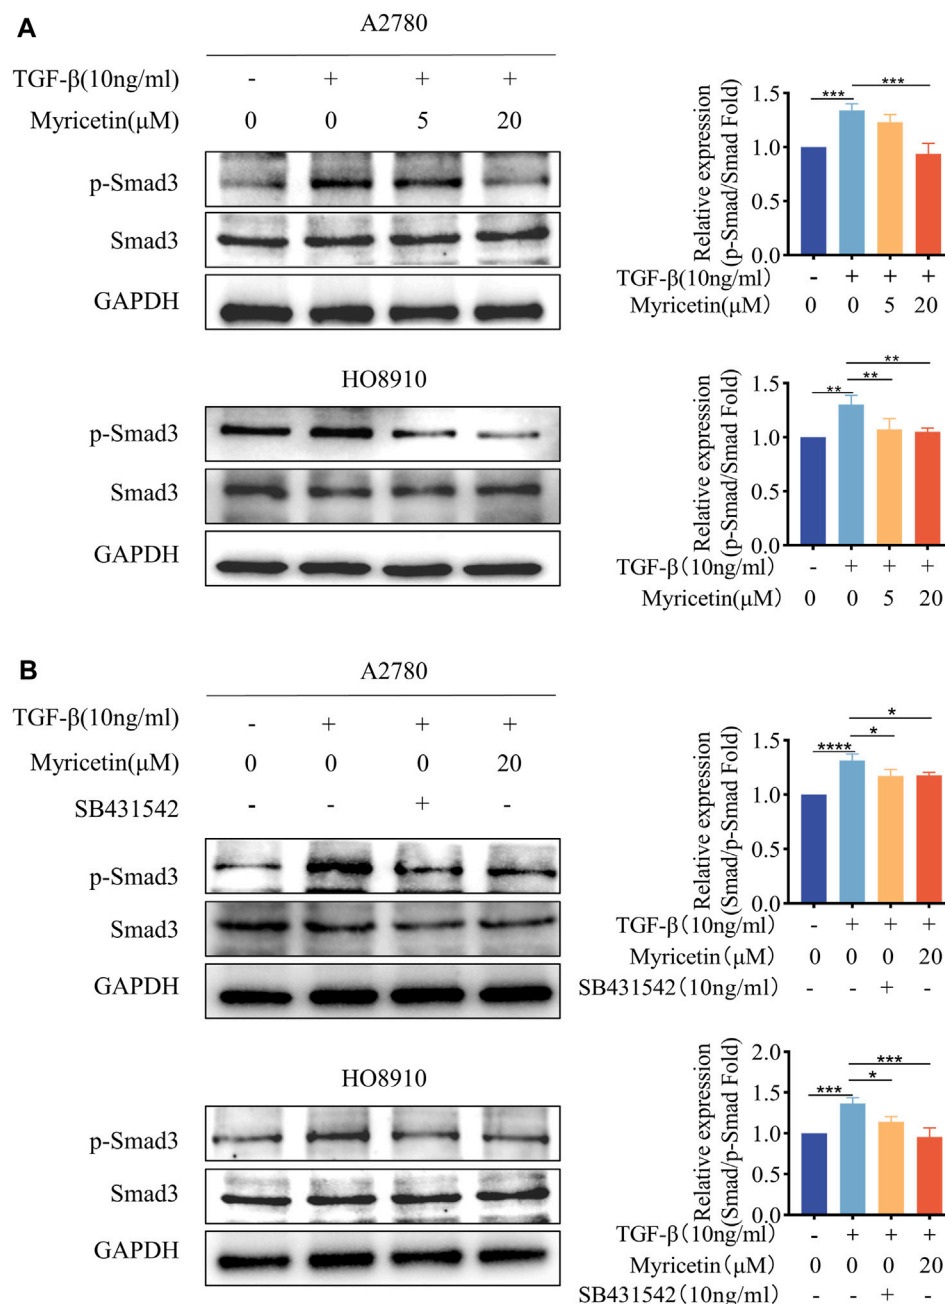 A
A2780
TGF-β(10ng/ml) - + + +
Myricetin(μM) 0 0 5 20
p-Smad3
Smad3
GAPDH
Relative expression
(p-Smad/Smad Fold)
1.5
1.0
0.5
0.0
*** ***
TGF-β(10ng/ml) - + + +
Myricetin(μM) 0 0 5 20
HO8910
p-Smad3
Smad3
GAPDH
Relative expression
(p-Smad/Smad Fold)
1.5
1.0
0.5
0.0
**
** **
TGF-β(10ng/ml) - + + +
Myricetin(μM) 0 0 5 20
B
A2780
TGF-β(10ng/ml) - + + +
Myricetin(μM) 0 0 0 20
SB431542 - - + -
p-Smad3
Smad3
GAPDH
Relative expression
(Smad/p-Smad Fold)
1.5
1.0
0.5
0.0
*
**** *
TGF-β(10ng/ml) - + + +
Myricetin(μM) 0 0 0 20
SB431542(10ng/ml) - - + -
HO8910
p-Smad3
Smad3
GAPDH
Relative expression
(Smad/p-Smad Fold)
2.0
1.5
1.0
0.5
0.0
***
*** *
TGF-β(10ng/ml) - + + +
Myricetin(μM) 0 0 0 20
SB431542(10ng/ml) - - + -